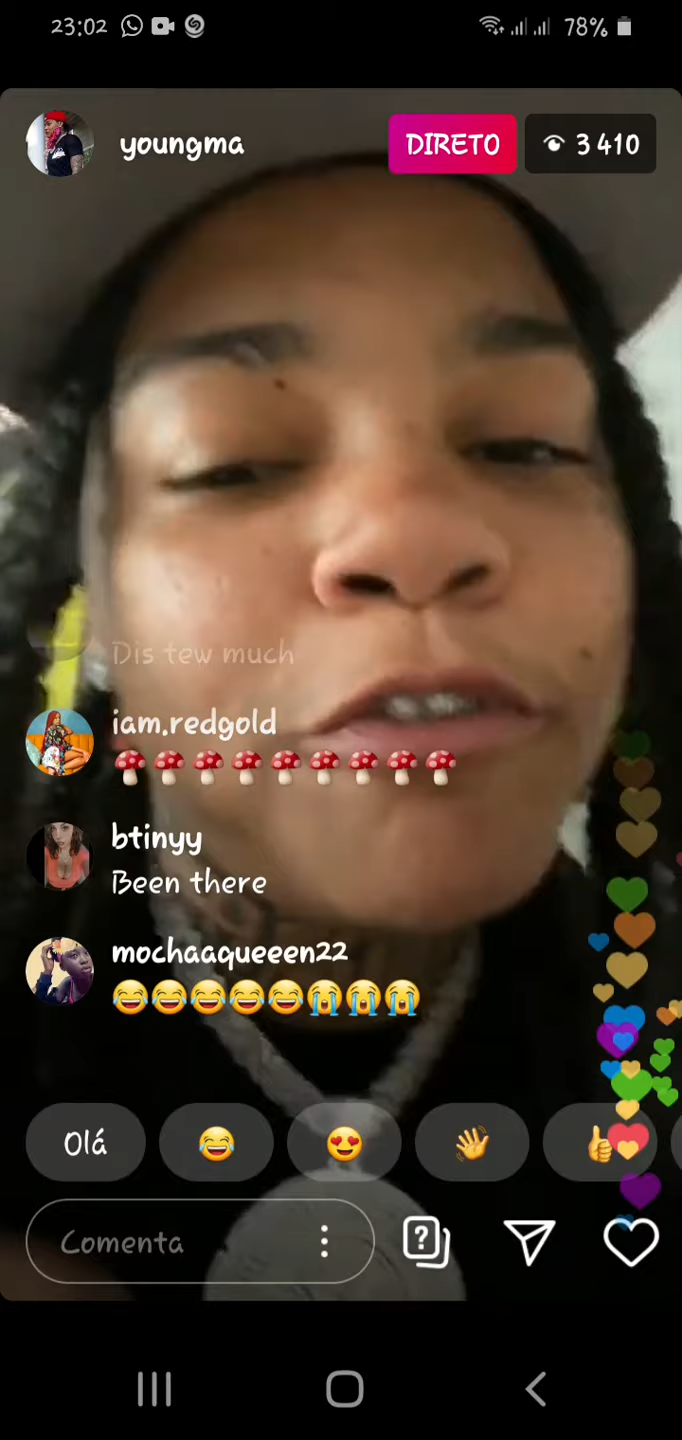 23:02 78%
youngma DIRETO 3 410
Dis tew much
iam.redgold
🍄🍄🍄🍄🍄🍄🍄🍄🍄
btinyy
Been there
mochaaqueeen22
😂😂😂😂😂😭😭😭
Olá 😂 😍 👋 👍
Comenta